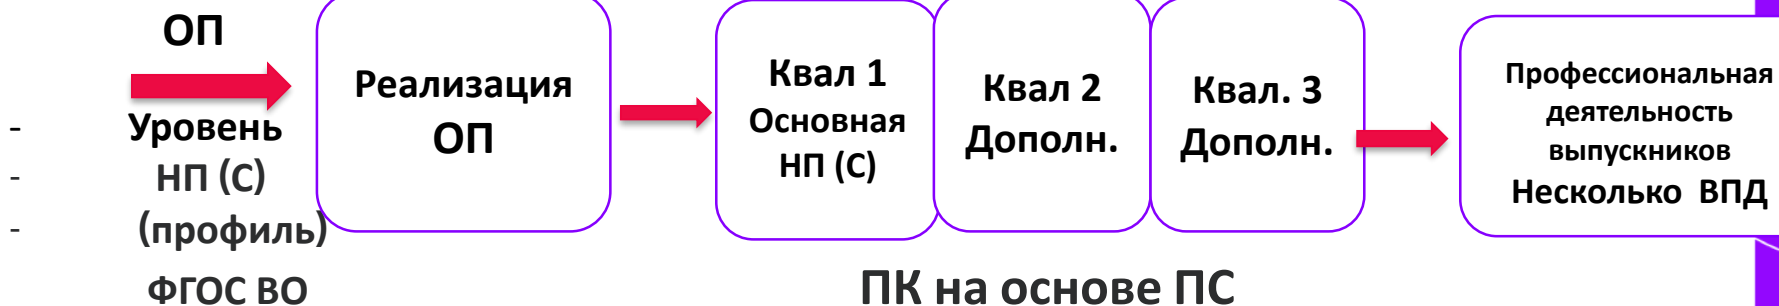 ОП
- Уровень
- НП (С)
- (профиль)
ФГОС ВО
Реализация
ОП
Квал 1
Основная
НП (С)
Квал 2
Дополн.
Квал. 3
Дополн.
Профессиональная
деятельность
выпускников
Несколько ВПД
ПК на основе ПС